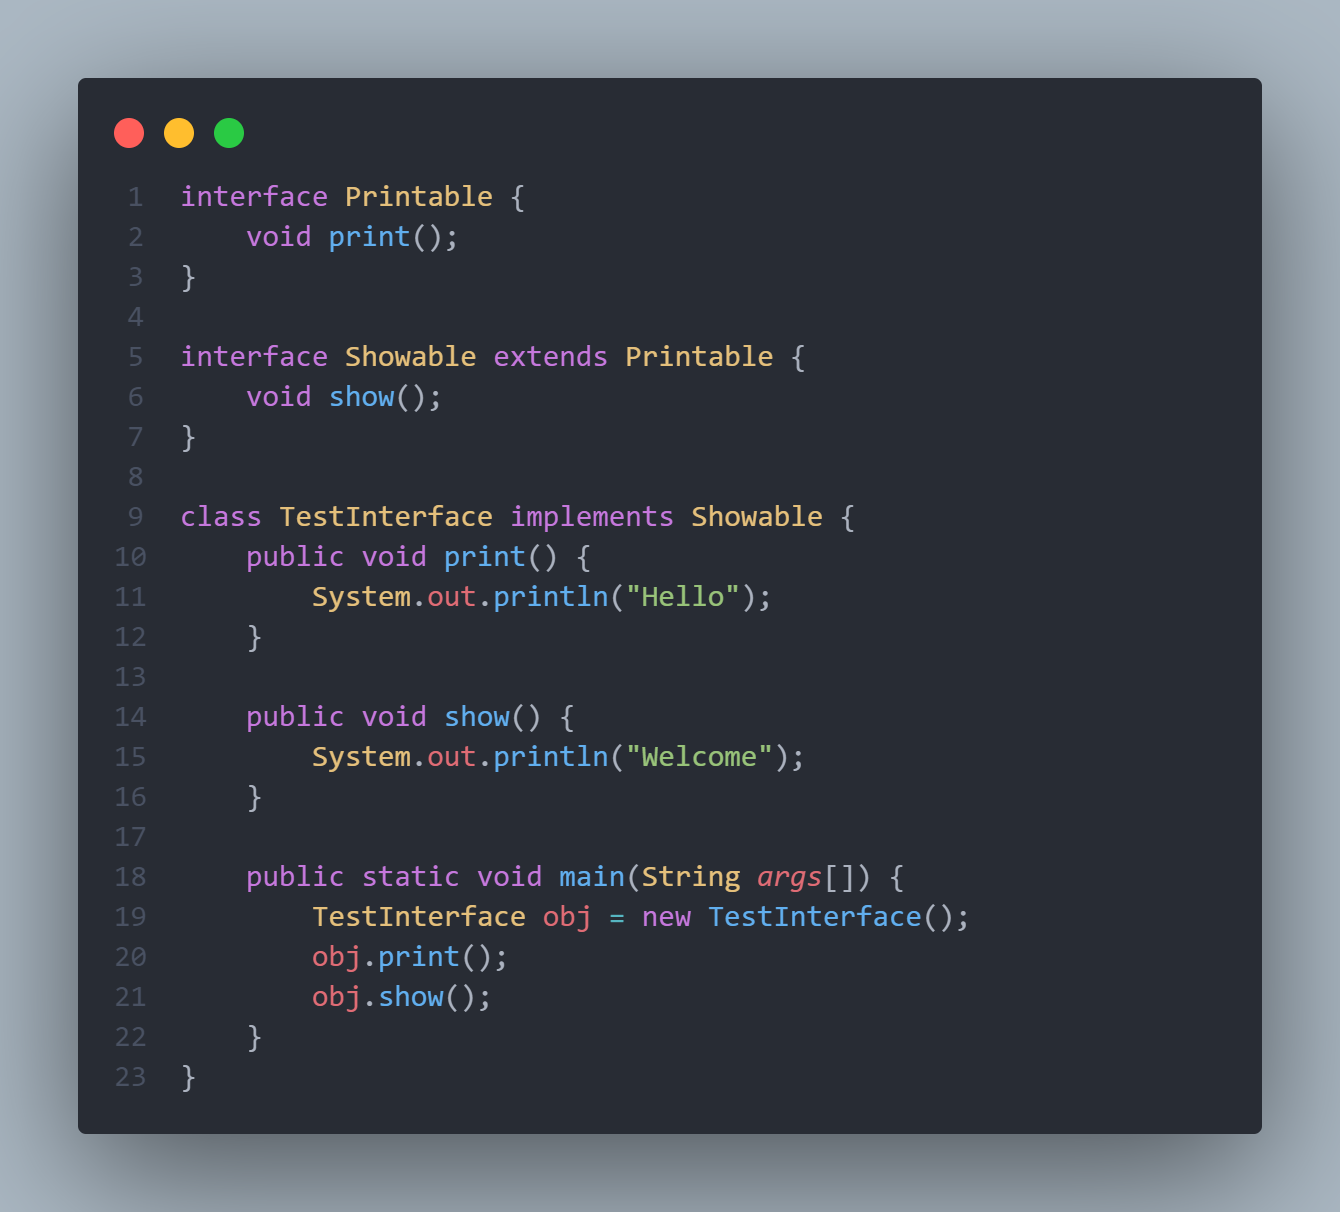 1 interface Printable {
2     void print();
3 }
4
5 interface Showable extends Printable {
6     void show();
7 }
8
9 class TestInterface implements Showable {
10     public void print() {
11         System.out.println("Hello");
12     }
13
14     public void show() {
15         System.out.println("Welcome");
16     }
17
18     public static void main(String args[]) {
19         TestInterface obj = new TestInterface();
20         obj.print();
21         obj.show();
22     }
23 }